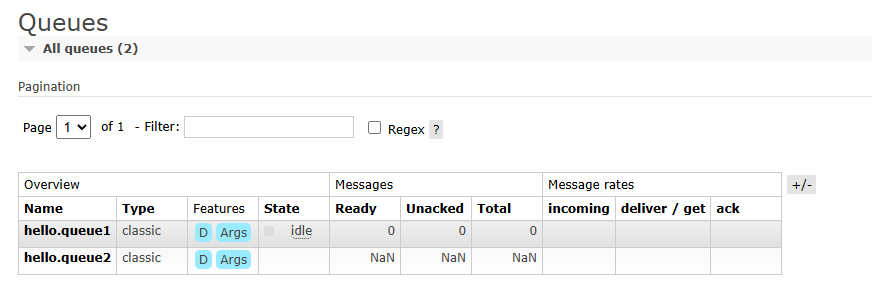 Queues
All queues (2)
Pagination
Page 1 of 1 - Filter: Regex ?
Overview Messages Message rates +/-
Name Type Features State Ready Unacked Total incoming deliver / get ack
hello.queue1 classic D Args idle 0 0 0
hello.queue2 classic D Args NaN NaN NaN